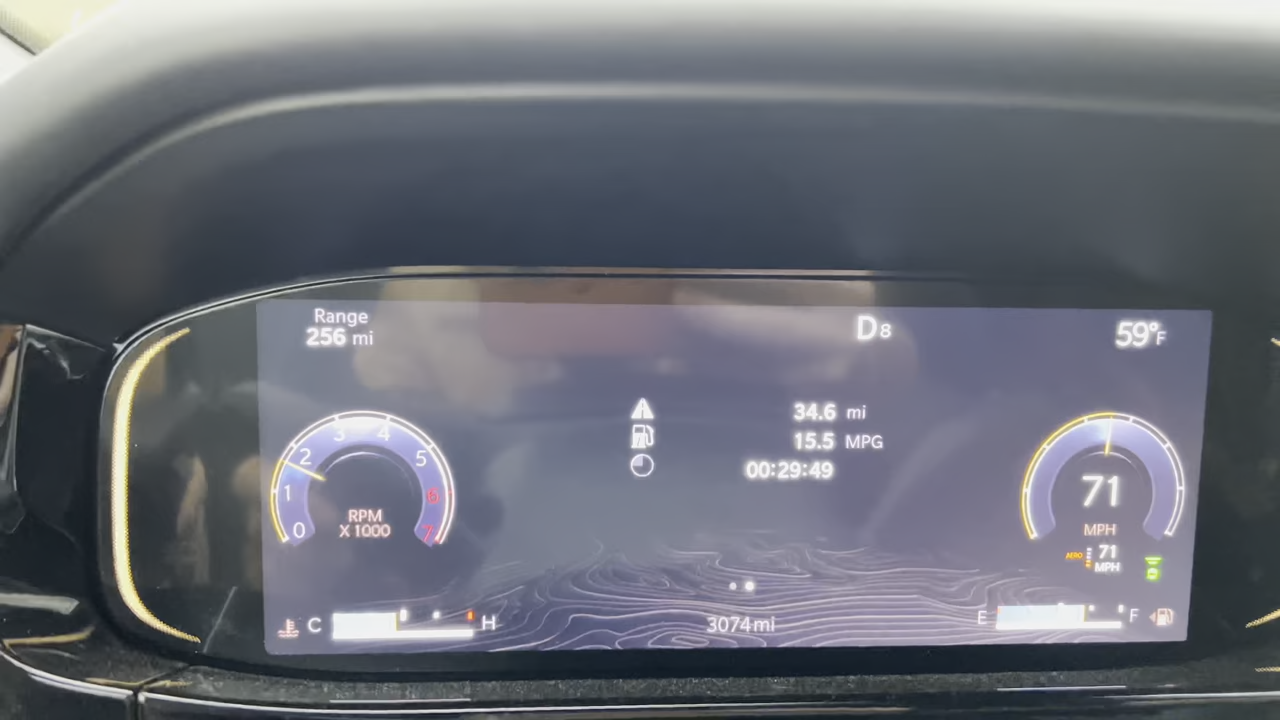 Range
256 mi
D8
59°F
34.6 mi
15.5 MPG
00:29:49
0 1 2 3 4 5 6 7
RPM
X 1000
71
MPH
AERO
71
MPH
C H
3074mi
E F